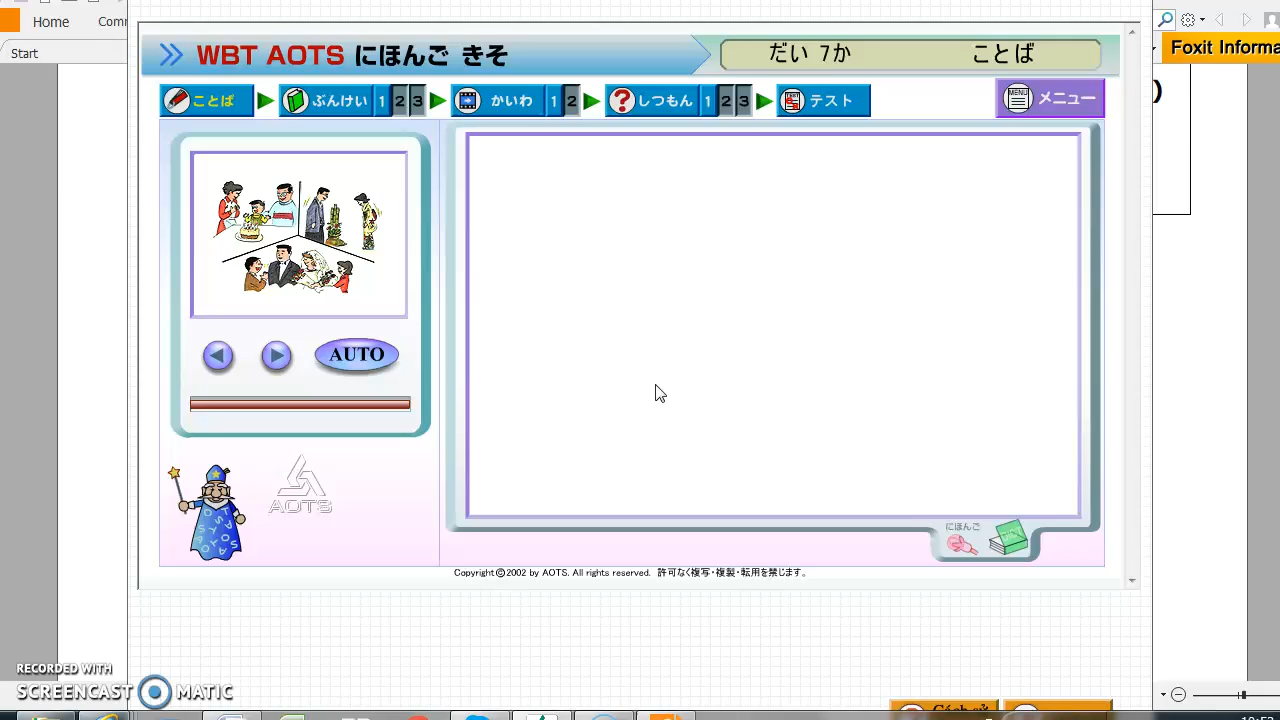 Home
Comm
Start
WBT AOTS にほんご きそ
だい 7か
ことば
Foxit Informa
ことば
ぶんけい 1 2 3
かいわ 1 2
しつもん 1 2 3
テスト
MENU
メニュー
)
AUTO
AOTS
にほんご
Copyright©2002 by AOTS. All rights reserved. 許可なく複写・複製・転用を禁じます。
RECORDED WITH
SCREENCAST MATIC
Cách sử